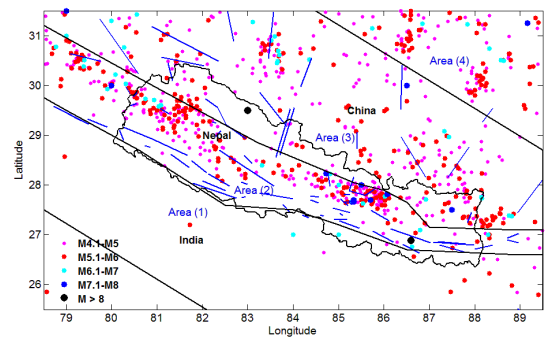 31
30
29
28
27
26
79
80
81
82
83
84
85
86
87
88
89
Latitude
Longitude
Area (4)
China
Nepal
Area (3)
Area (2)
Area (1)
India
M4.1-M5
M5.1-M6
M6.1-M7
M7.1-M8
M > 8